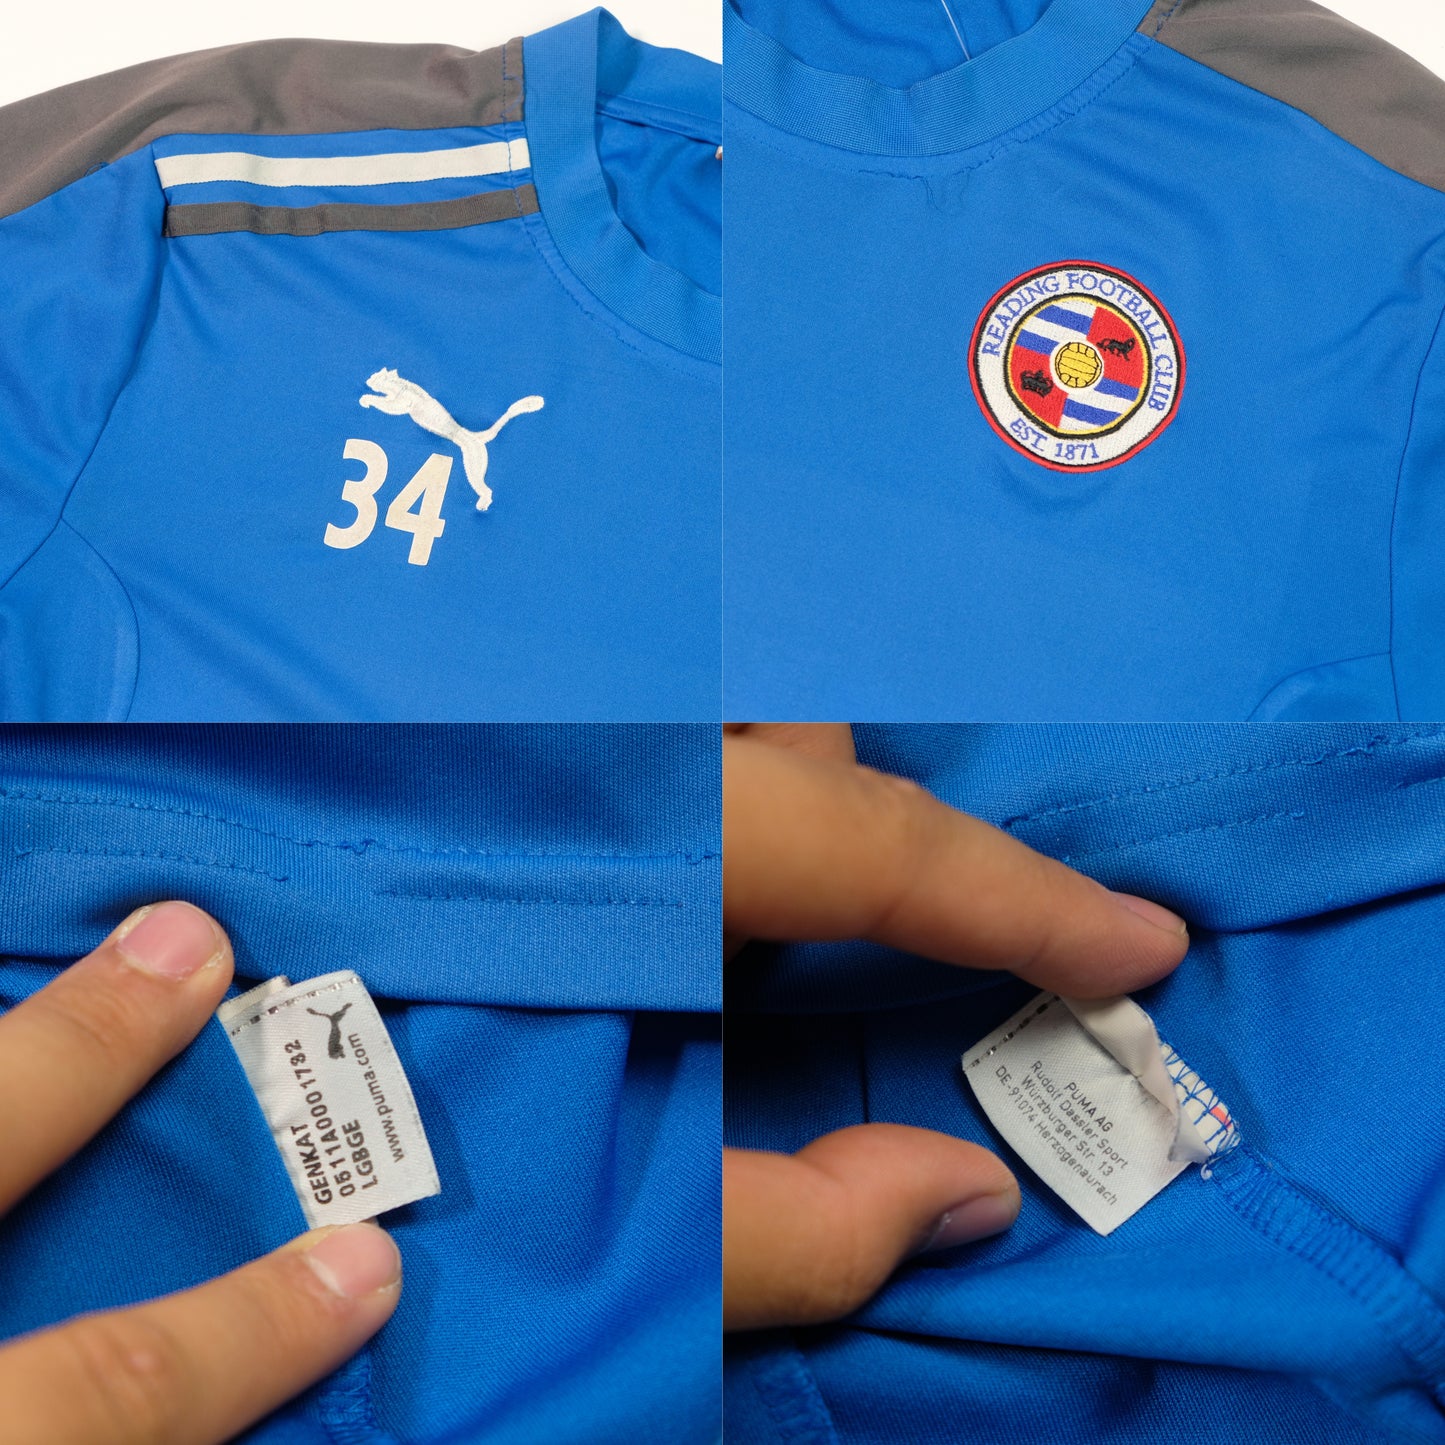 34
READING FOOTBALL CLUB
EST. 1871
GENKAT
0511A00001782
LGBGE
www.puma.com
PUMA AG
Rudolf Dassler Sport
Würzburger Str. 13
DE-91074 Herzogenaurach